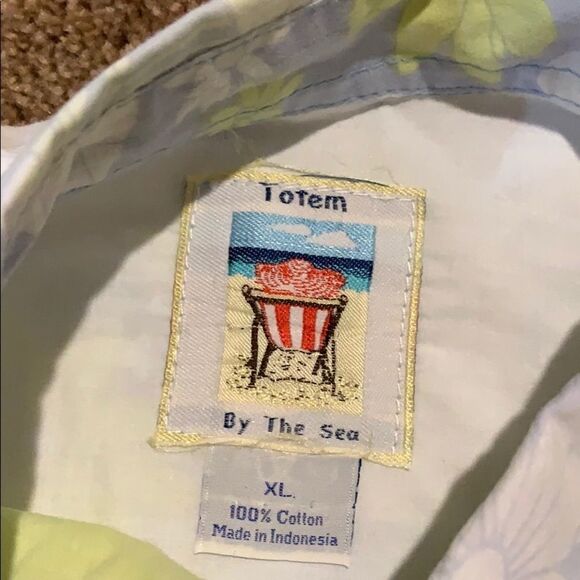 Totem
By The Sea
XL
100% Cotton
Made in Indonesia